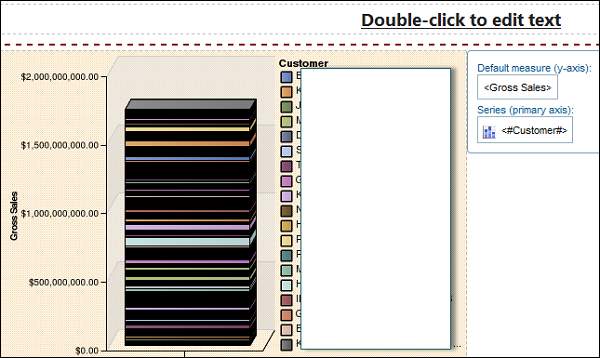 Double-click to edit text
Customer
$2,000,000,000.00
$1,500,000,000.00
$1,000,000,000.00
$500,000,000.00
$0.00
Gross Sales
Default measure (y-axis):
<Gross Sales>
Series (primary axis):
<#Customer#>